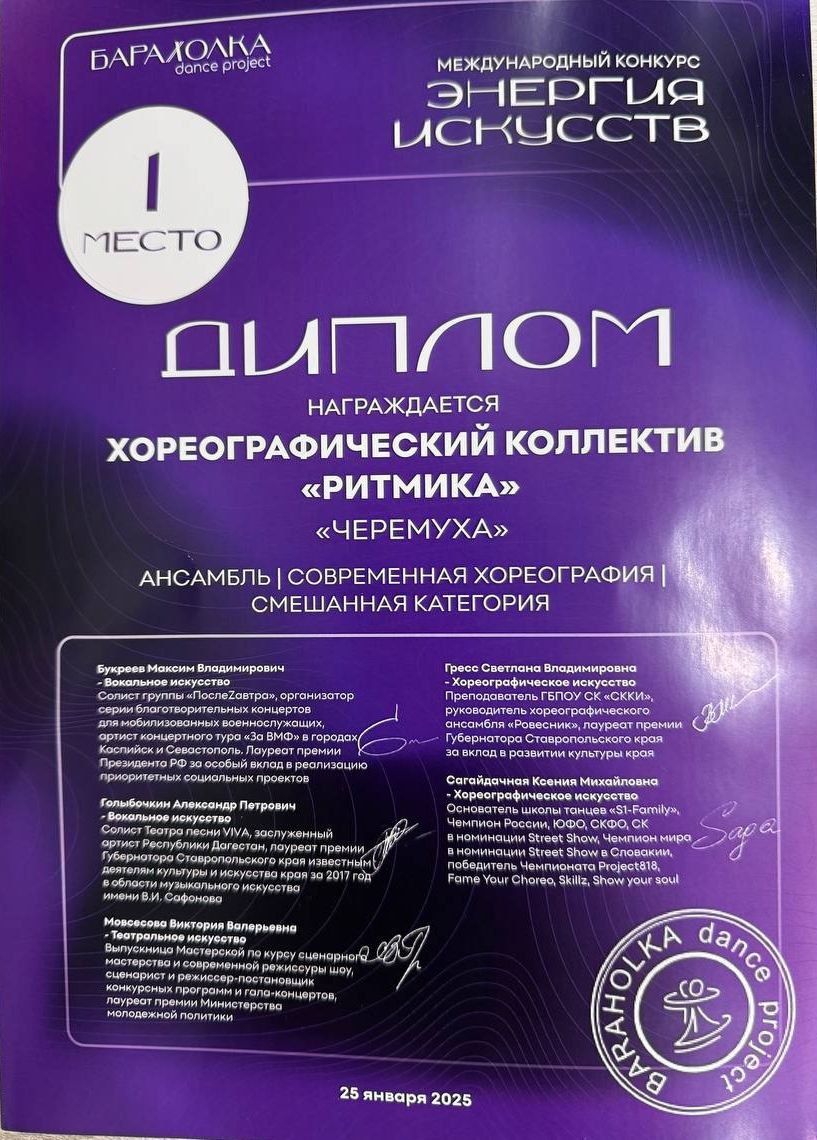 БАРАХОЛКА
dance project
МЕЖДУНАРОДНЫЙ КОНКУРС
ЭНЕРГИЯ
ИСКУССТВ
I
МЕСТО
ДИПЛОМ
НАГРАЖДАЕТСЯ
ХОРЕОГРАФИЧЕСКИЙ КОЛЛЕКТИВ
«РИТМИКА»
«ЧЕРЕМУХА»
АНСАМБЛЬ | СОВРЕМЕННАЯ ХОРЕОГРАФИЯ |
СМЕШАННАЯ КАТЕГОРИЯ
Букреев Максим Владимирович
- Вокальное искусство
Солист группы «ПослеZавтра», организатор
серии благотворительных концертов
для мобилизованных военнослужащих,
артист концертного тура «За ВМФ» в городах
Каспийск и Севастополь. Лауреат премии
Президента РФ за особый вклад в реализацию
приоритетных социальных проектов
Голыбочкин Александр Петрович
- Вокальное искусство
Солист Театра песни VIVA, заслуженный
артист Республики Дагестан, лауреат премии
Губернатора Ставропольского края известным
деятелям культуры и искусства края за 2017 год
в области музыкального искусства
имени В.И. Сафонова
Мовсесова Виктория Валерьевна
- Театральное искусство
Выпускница Мастерской по курсу сценарного
мастерства и современной режиссуры шоу,
сценарист и режиссер-постановщик
конкурсных программ и гала-концертов,
лауреат премии Министерства
молодежной политики
Гресс Светлана Владимировна
- Хореографическое искусство
Преподаватель ГБПОУ СК «СККИ»,
руководитель хореографического
ансамбля «Ровесник», лауреат премии
Губернатора Ставропольского края
за вклад в развитии культуры края
Сагайдачная Ксения Михайловна
- Хореографическое искусство
Основатель школы танцев «S1-Family»,
Чемпион России, ЮФО, СКФО, СК
в номинации Street Show, Чемпион мира
в номинации Street Show в Словакии,
победитель Чемпионата Project818,
Fame Your Choreo, Skillz, Show your soul
BARAHOLKA dance project
25 января 2025